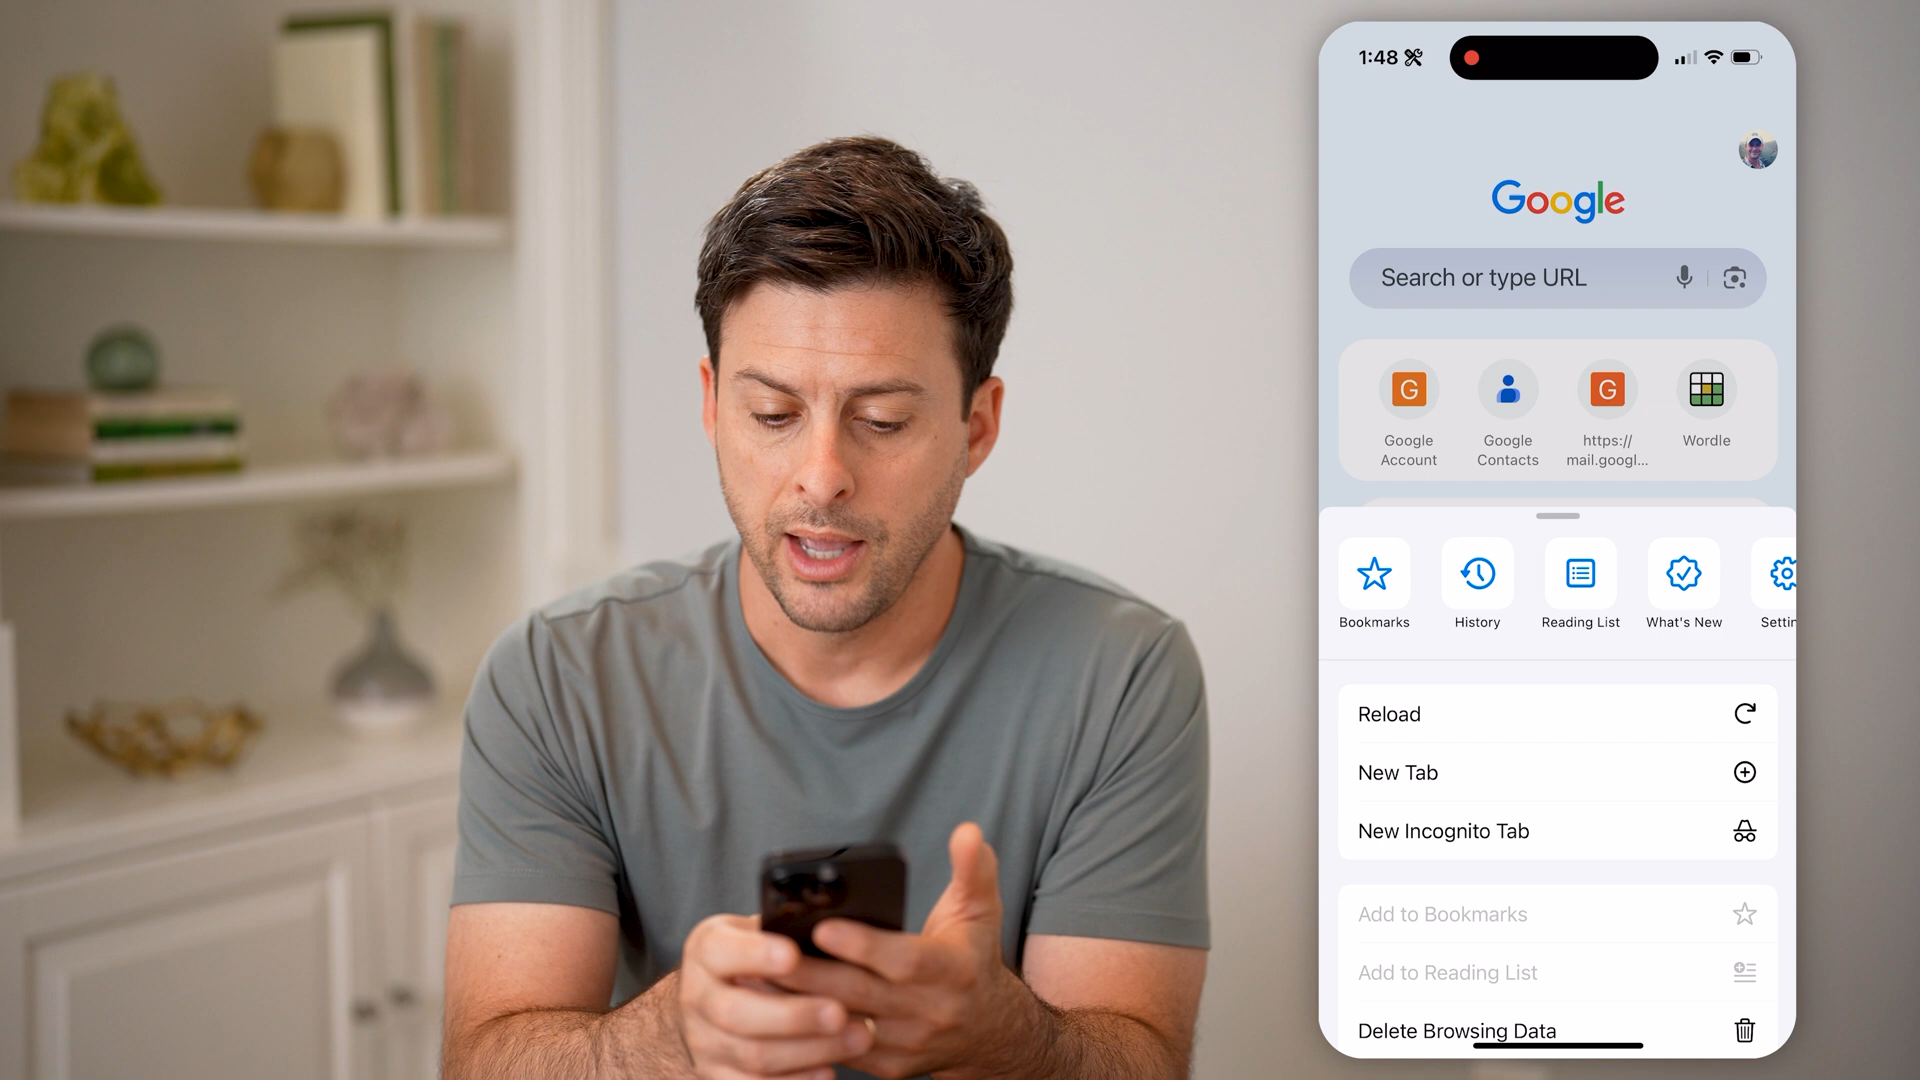 1:48
Google
Search or type URL
G
G
Google
Account
Google
Contacts
https://
mail.googl...
Wordle
Bookmarks
History
Reading List
What's New
Settin
Reload
New Tab
New Incognito Tab
Add to Bookmarks
Add to Reading List
Delete Browsing Data